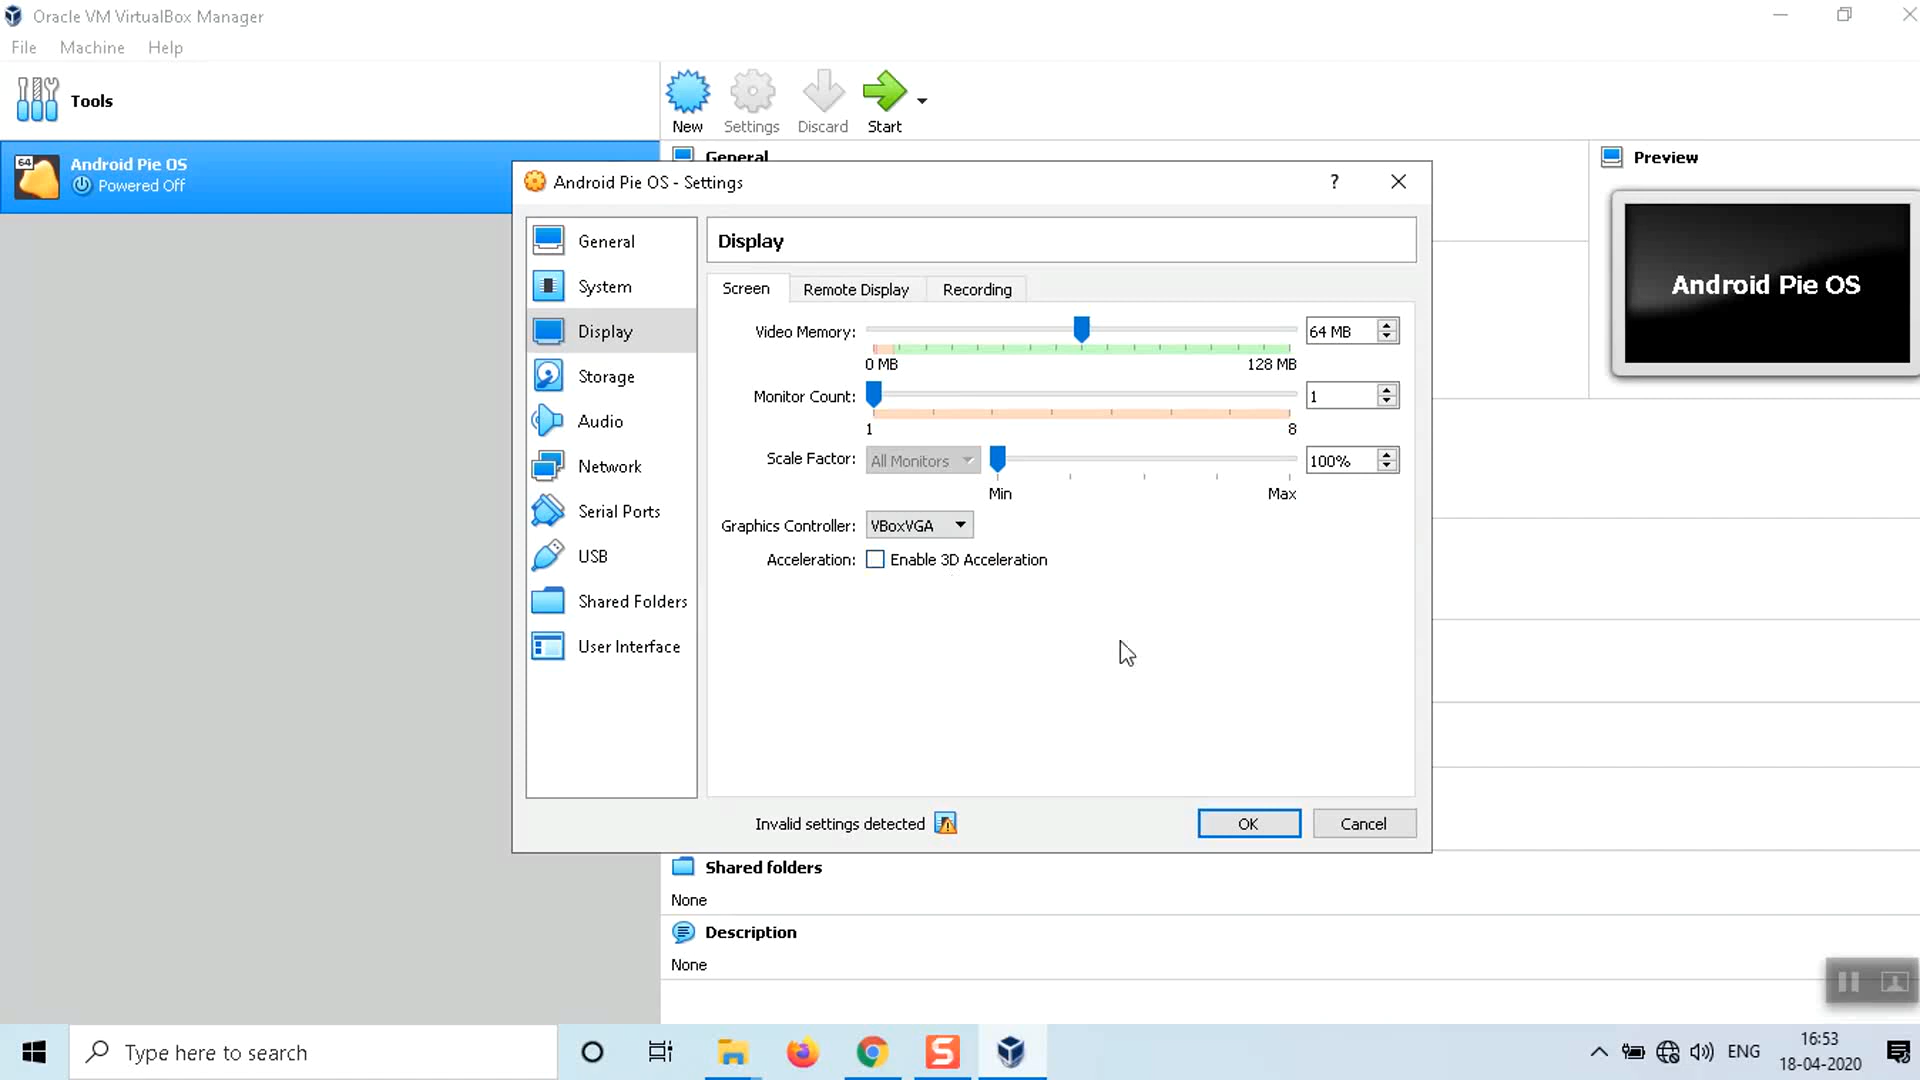 Oracle VM VirtualBox Manager
File Machine Help
Tools
New Settings Discard Start
64
Android Pie OS
Powered Off
General
Preview
Android Pie OS
Android Pie OS - Settings
?
General
System
Display
Storage
Audio
Network
Serial Ports
USB
Shared Folders
User Interface
Display
Screen Remote Display Recording
Video Memory: 64 MB
0 MB 128 MB
Monitor Count: 1
1 8
Scale Factor: All Monitors 100%
Min Max
Graphics Controller: VBoxVGA
Acceleration: Enable 3D Acceleration
Invalid settings detected OK Cancel
Shared folders
None
Description
None
Type here to search
S
ENG
16:53
18-04-2020